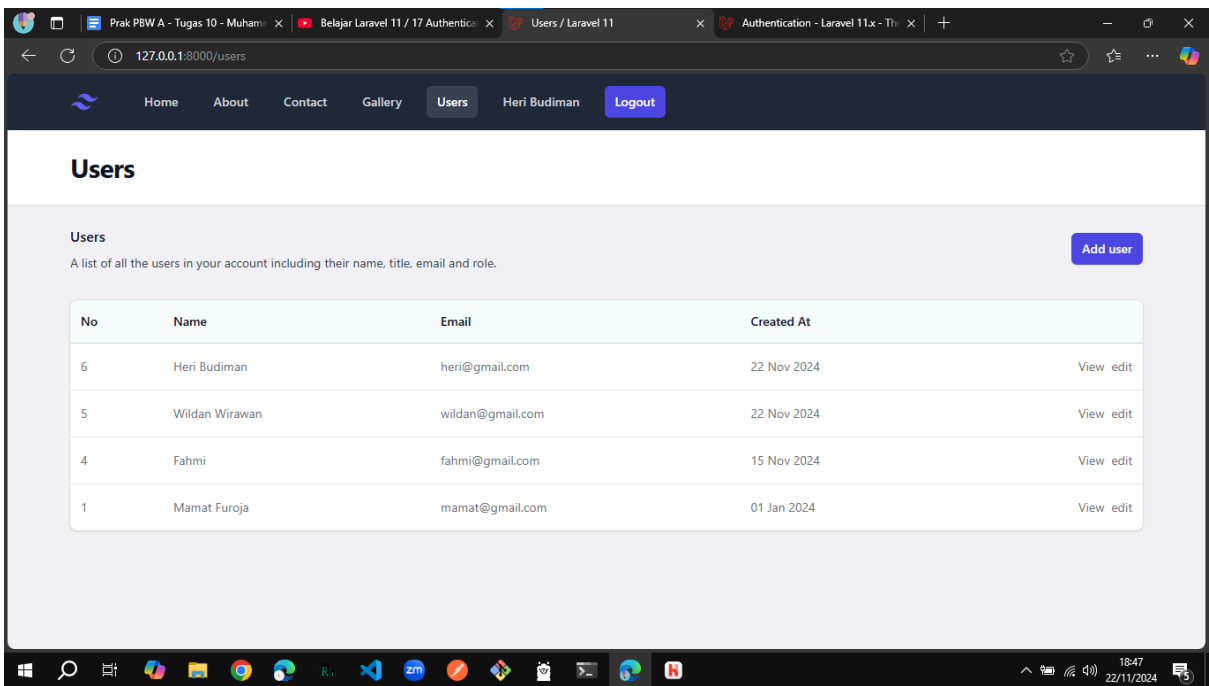 Prak PBW A - Tugas 10 - Muhamm
Belajar Laravel 11 / 17 Authentica
Users / Laravel 11
Authentication - Laravel 11.x - Th
127.0.0.1:8000/users
Home About Contact Gallery Users Heri Budiman Logout
Users
Users
A list of all the users in your account including their name, title, email and role.
Add user
No Name Email Created At
6 Heri Budiman heri@gmail.com 22 Nov 2024 View edit
5 Wildan Wirawan wildan@gmail.com 22 Nov 2024 View edit
4 Fahmi fahmi@gmail.com 15 Nov 2024 View edit
1 Mamat Furoja mamat@gmail.com 01 Jan 2024 View edit
zm
18:47
22/11/2024
5